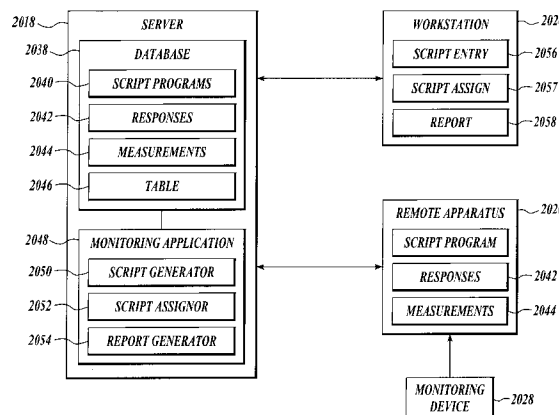 2018
SERVER
2038
DATABASE
2040
SCRIPT PROGRAMS
2042
RESPONSES
2044
MEASUREMENTS
2046
TABLE
2048
MONITORING APPLICATION
2050
SCRIPT GENERATOR
2052
SCRIPT ASSIGNOR
2054
REPORT GENERATOR
WORKSTATION
202
SCRIPT ENTRY
2056
SCRIPT ASSIGN
2057
REPORT
2058
REMOTE APPARATUS
202
SCRIPT PROGRAM
RESPONSES
2042
MEASUREMENTS
2044
MONITORING
DEVICE
2028